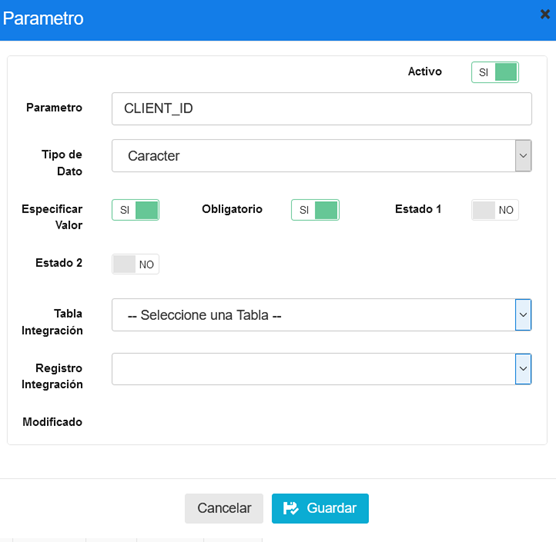 Parametro
Activo SI
Parametro CLIENT_ID
Tipo de
Dato
Caracter
Especificar
Valor
SI Obligatorio SI Estado 1 NO
Estado 2 NO
Tabla
Integración
-- Seleccione una Tabla --
Registro
Integración
Modificado
Cancelar Guardar